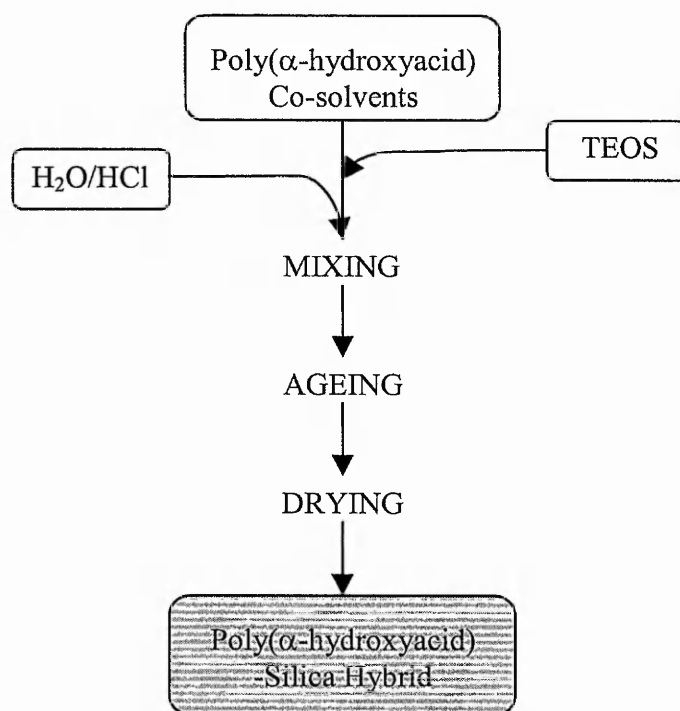 Poly(α-hydroxyacid)
Co-solvents
TEOS
H₂O/HCl
MIXING
AGEING
DRYING
Poly(α-hydroxyacid)
-Silica Hybrid